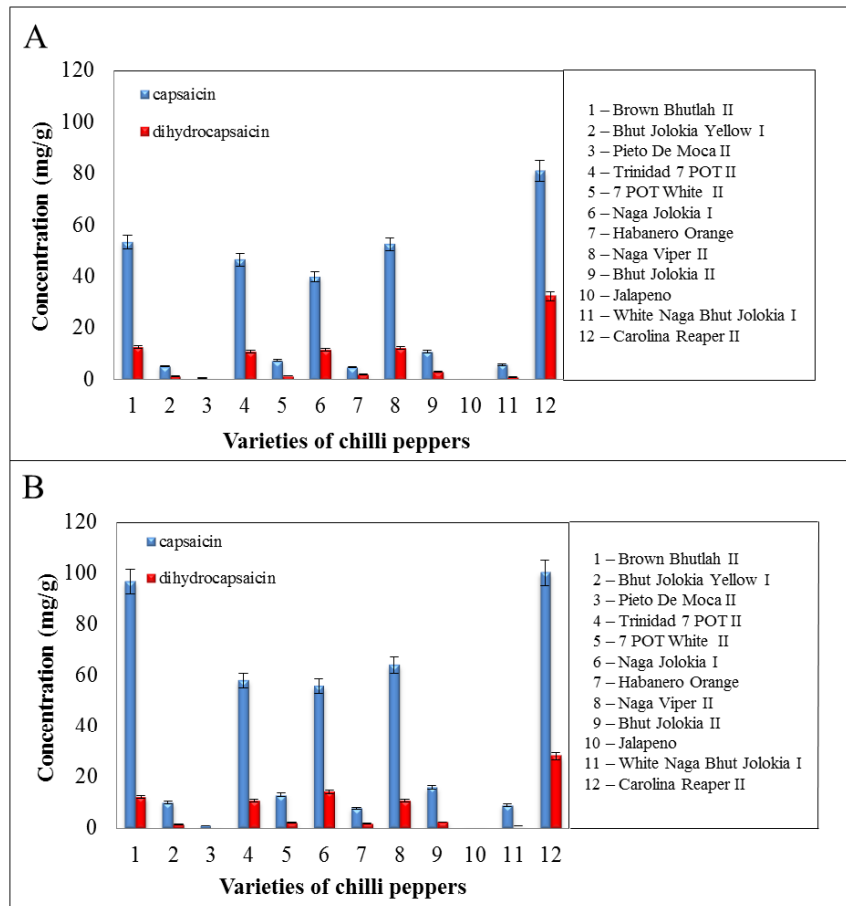 A
120
100
80
60
40
20
0
Concentration (mg/g)
capsaicin
dihydrocapsaicin
1 2 3 4 5 6 7 8 9 10 11 12
Varieties of chilli peppers
1 – Brown Bhutlah II
2 – Bhut Jolokia Yellow I
3 – Pieto De Moca II
4 – Trinidad 7 POT II
5 – 7 POT White II
6 – Naga Jolokia I
7 – Habanero Orange
8 – Naga Viper II
9 – Bhut Jolokia II
10 – Jalapeno
11 – White Naga Bhut Jolokia I
12 – Carolina Reaper II
B
120
100
80
60
40
20
0
Concentration (mg/g)
capsaicin
dihydrocapsaicin
1 2 3 4 5 6 7 8 9 10 11 12
Varieties of chilli peppers
1 – Brown Bhutlah II
2 – Bhut Jolokia Yellow I
3 – Pieto De Moca II
4 – Trinidad 7 POT II
5 – 7 POT White II
6 – Naga Jolokia I
7 – Habanero Orange
8 – Naga Viper II
9 – Bhut Jolokia II
10 – Jalapeno
11 – White Naga Bhut Jolokia I
12 – Carolina Reaper II